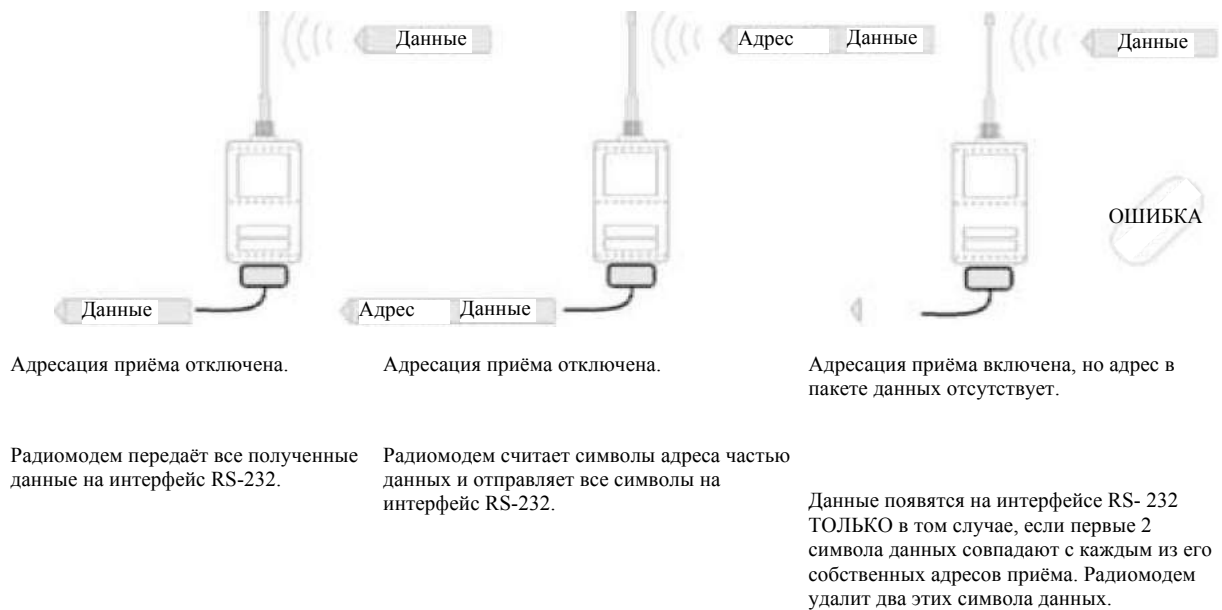 Данные
Адрес Данные
Данные
ОШИБКА
Данные
Адрес Данные
Адресация приёма отключена.
Адресация приёма отключена.
Адресация приёма включена, но адрес в
пакете данных отсутствует.
Радиомодем передаёт все полученные
данные на интерфейс RS-232.
Радиомодем считает символы адреса частью
данных и отправляет все символы на
интерфейс RS-232.
Данные появятся на интерфейсе RS- 232
ТОЛЬКО в том случае, если первые 2
символа данных совпадают с каждым из его
собственных адресов приёма. Радиомодем
удалит два этих символа данных.